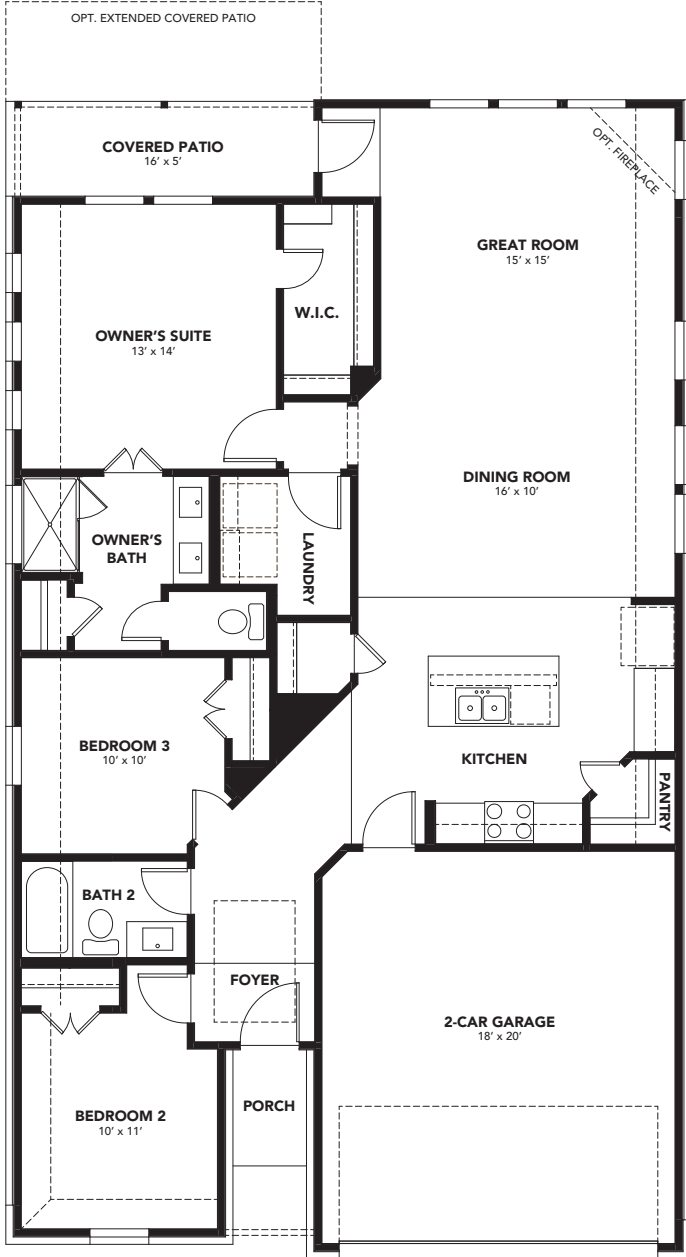 OPT. EXTENDED COVERED PATIO
COVERED PATIO
16' x 5'
OPT. FIREPLACE
GREAT ROOM
15' x 15'
W.I.C.
OWNER'S SUITE
13' x 14'
DINING ROOM
16' x 10'
OWNER'S
BATH
LAUNDRY
BEDROOM 3
10' x 10'
KITCHEN
PANTRY
BATH 2
FOYER
2-CAR GARAGE
18' x 20'
PORCH
BEDROOM 2
10' x 11'